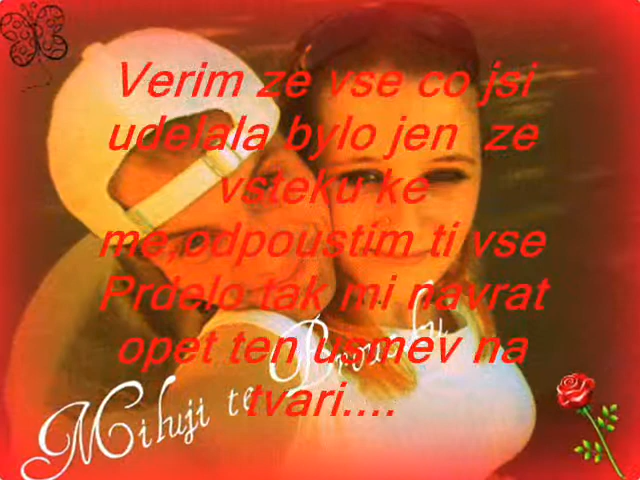 Verim ze vse co jsi
udelala bylo jen ze
vsteku ke
me,odpoustim ti vse
Prdelo tak mi navrat
opet ten usmev na
tvari....
Miluji te